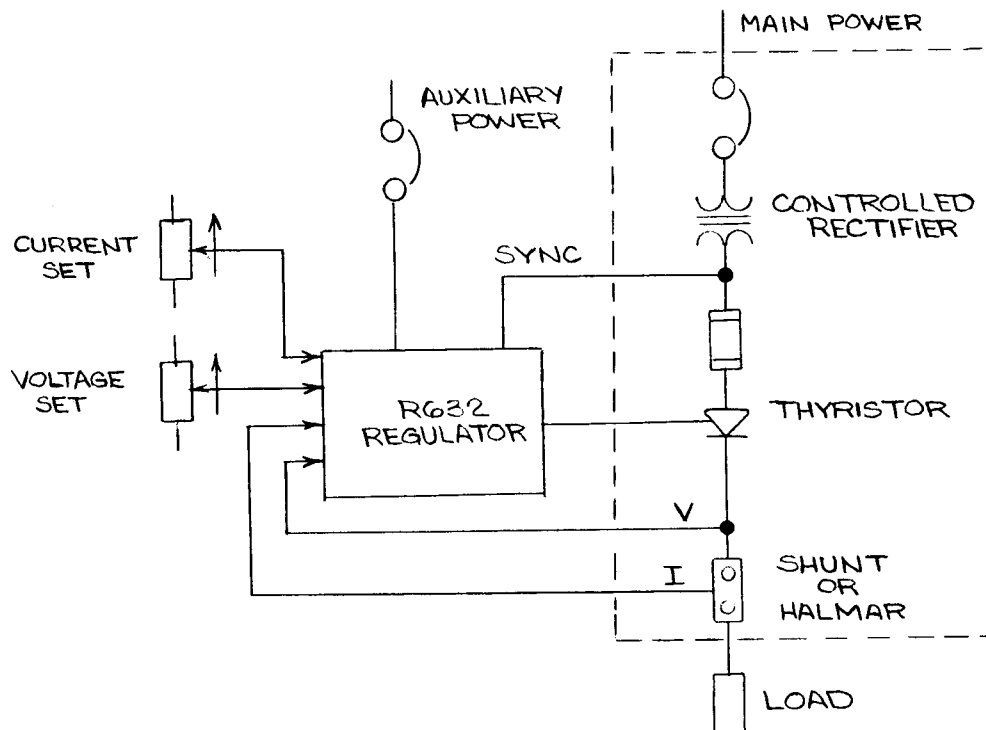 MAIN POWER
AUXILIARY
POWER
CONTROLLED
RECTIFIER
CURRENT
SET
SYNC
VOLTAGE
SET
R632
REGULATOR
THYRISTOR
V
I
SHUNT
OR
HALMAR
LOAD